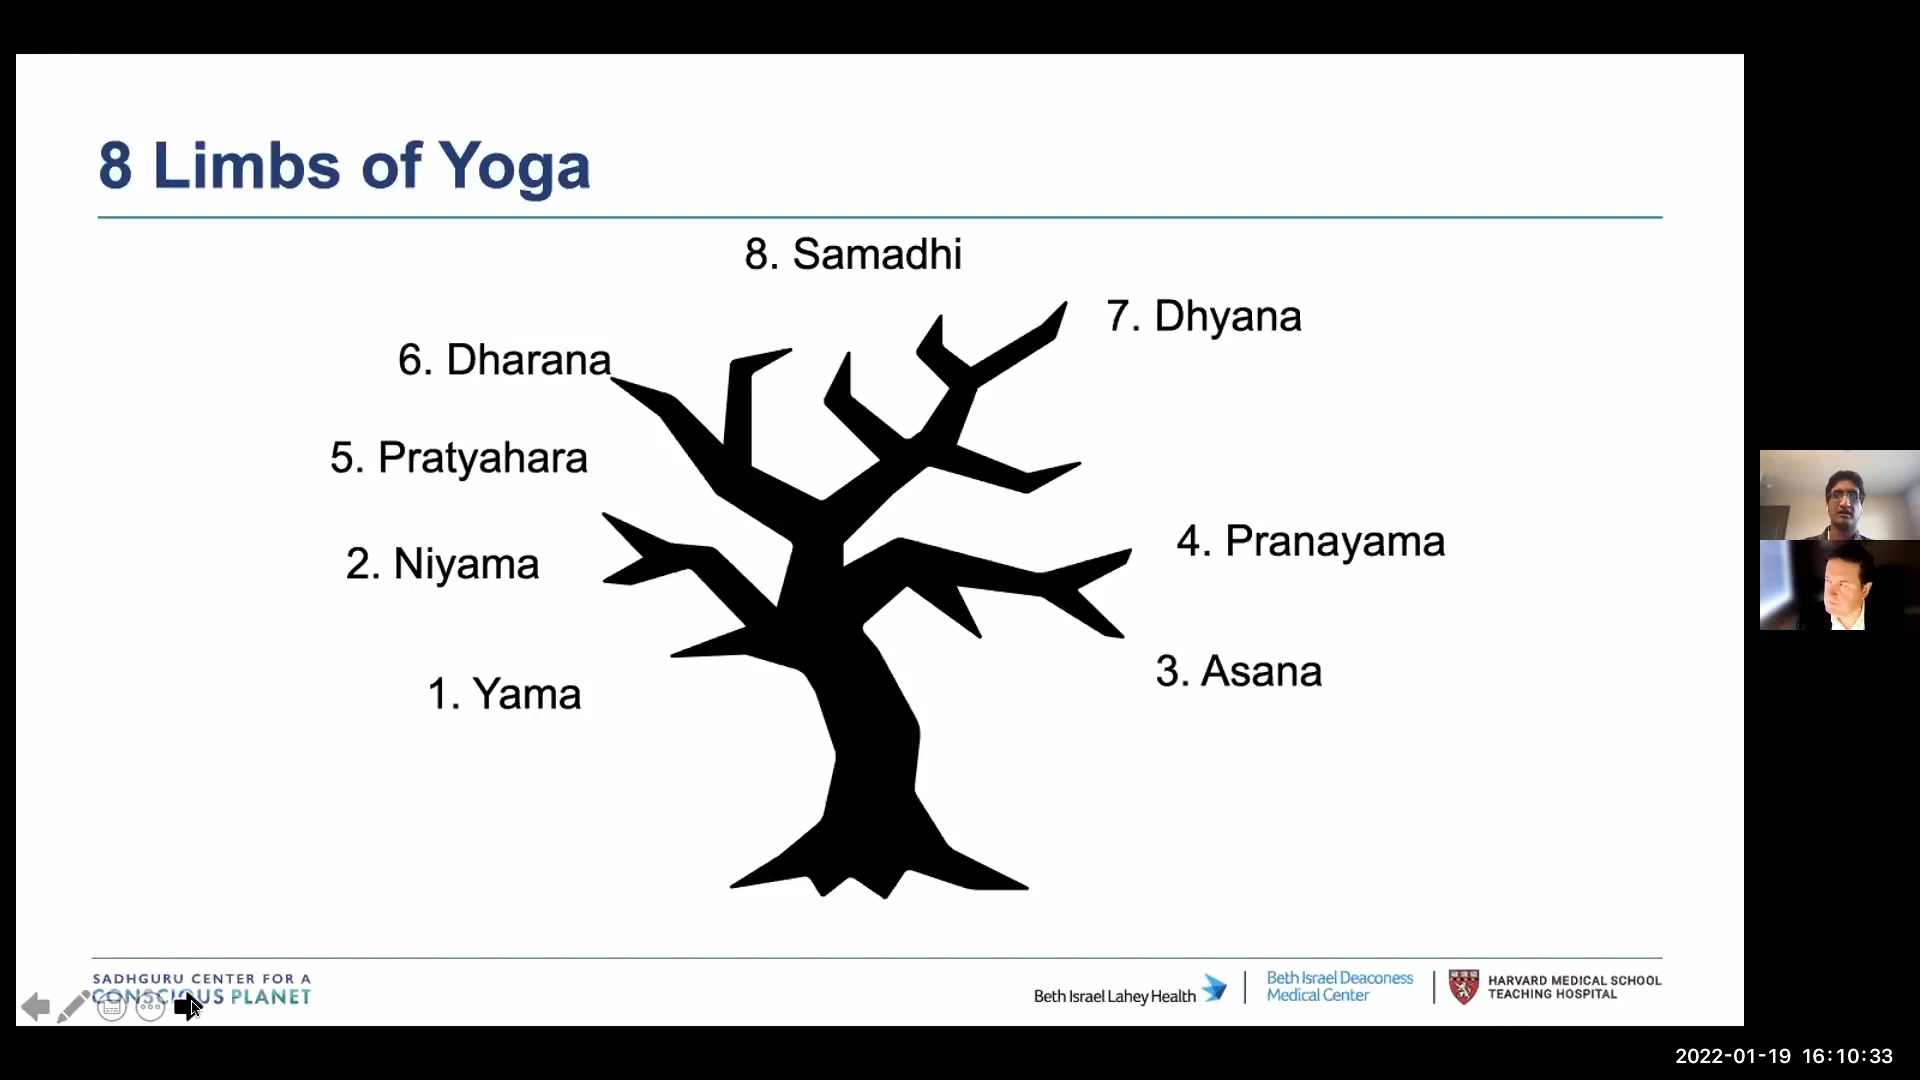 8 Limbs of Yoga
8. Samadhi
7. Dhyana
6. Dharana
5. Pratyahara
4. Pranayama
2. Niyama
3. Asana
1. Yama
SADHGURU CENTER FOR A
CONSCIOUS PLANET
Beth Israel Lahey Health
Beth Israel Deaconess
Medical Center
HARVARD MEDICAL SCHOOL
TEACHING HOSPITAL
2022-01-19 16:10:33